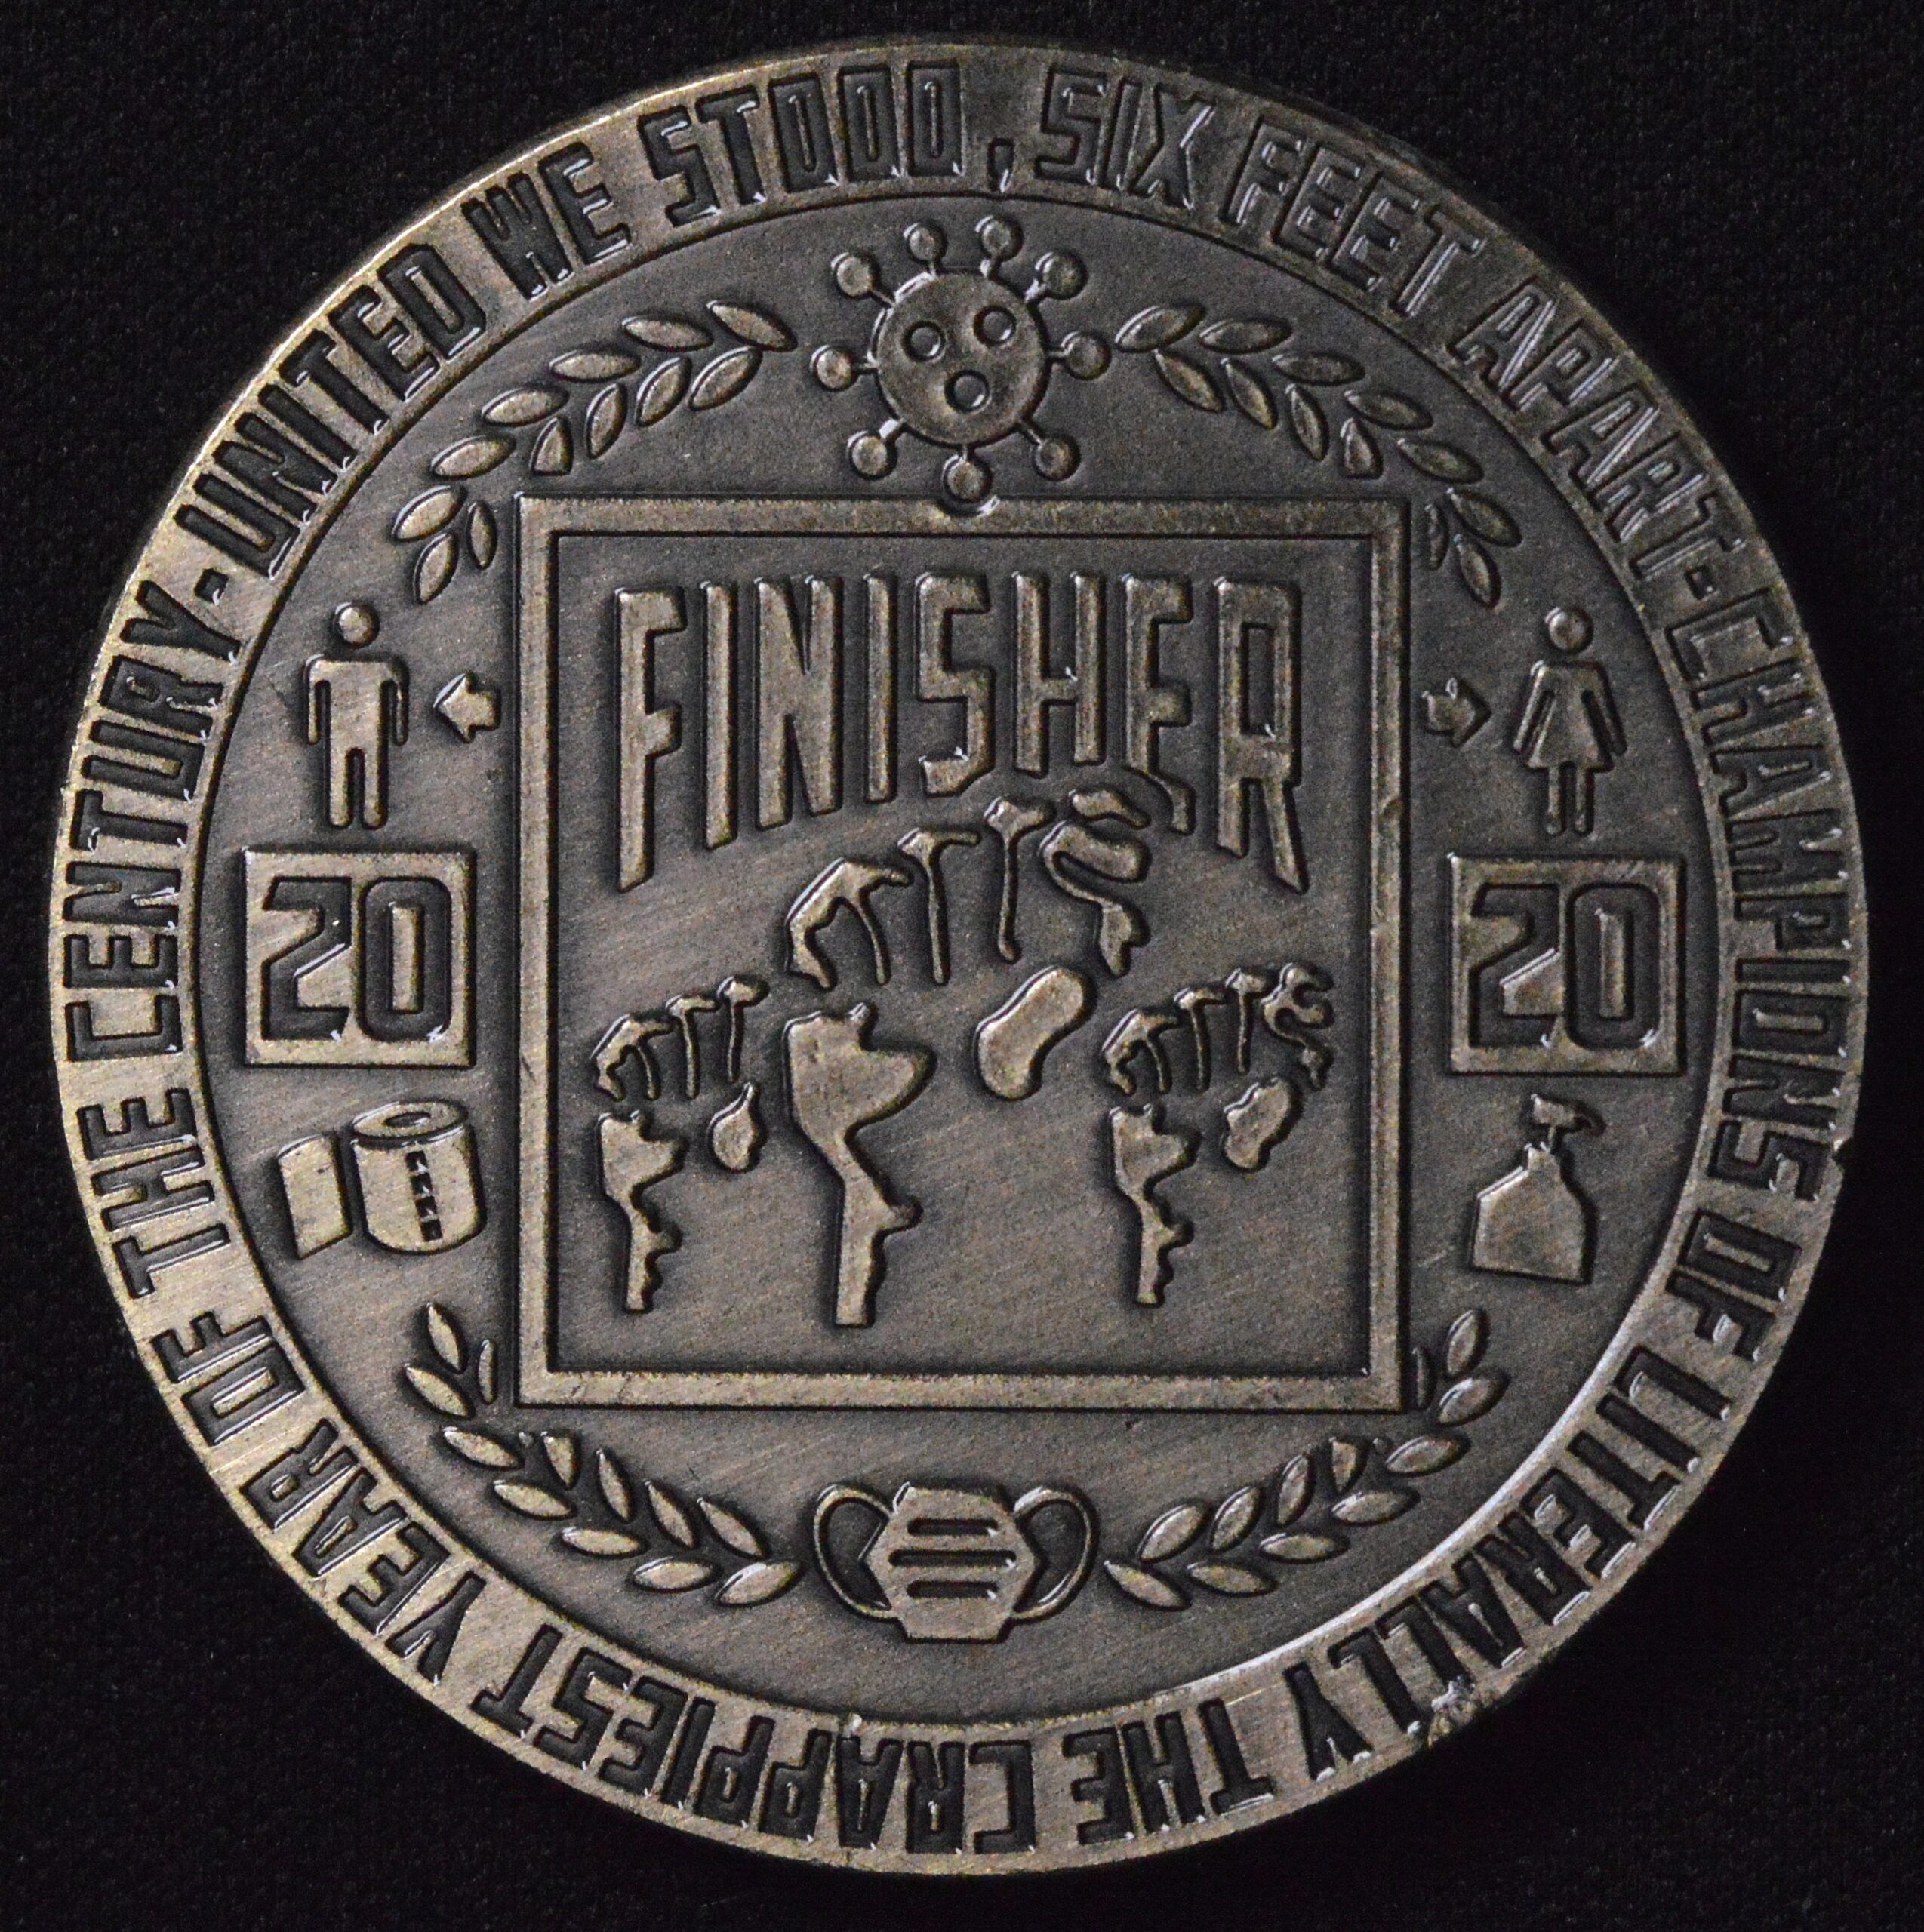 UNITED WE STOOD, SIX FEET APART · CHAMPIONS OF LITERALLY THE CRAPPIEST YEAR OF THE CENTURY ·
FINISHER
20 20